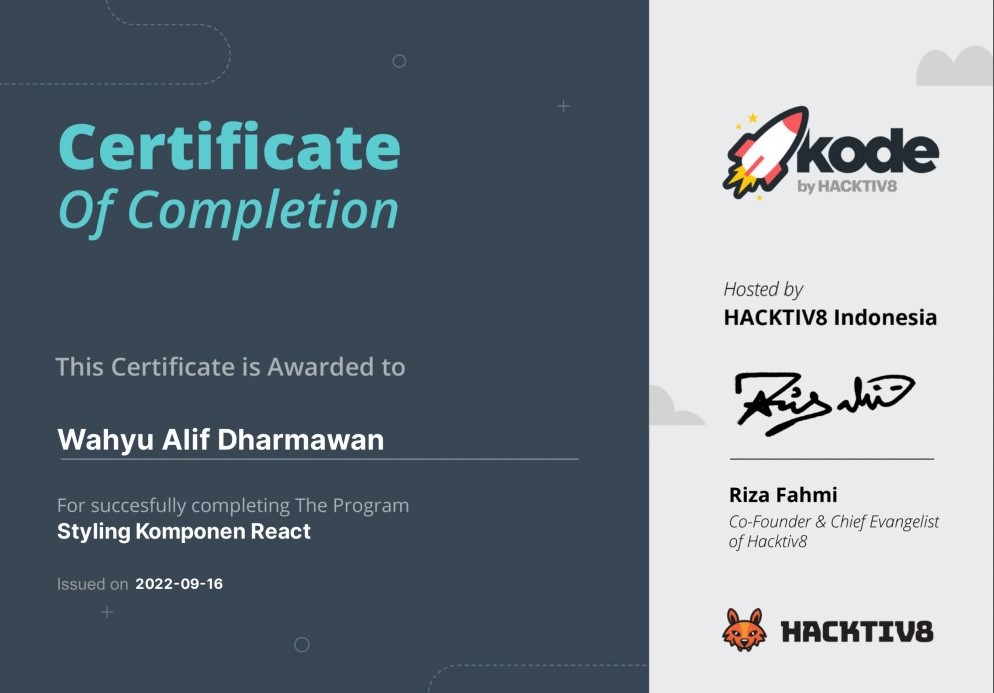 Certificate
Of Completion
This Certificate is Awarded to
Wahyu Alif Dharmawan
For succesfully completing The Program
Styling Komponen React
Issued on 2022-09-16
kode
by HACKTIV8
Hosted by
HACKTIV8 Indonesia
Riza Fahmi
Co-Founder & Chief Evangelist
of Hacktiv8
HACKTIV8